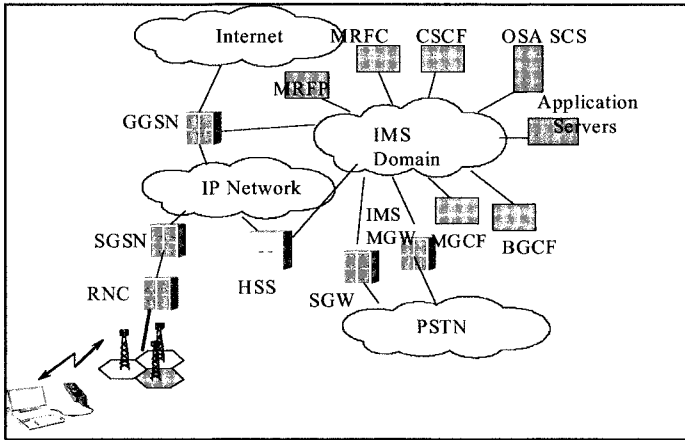 Internet
MRFC
CSCF
OSA SCS
MRFP
Application
Servers
GGSN
IMS
Domain
IP Network
SGSN
IMS
MGW
MGCF
BGCF
RNC
HSS
SGW
PSTN